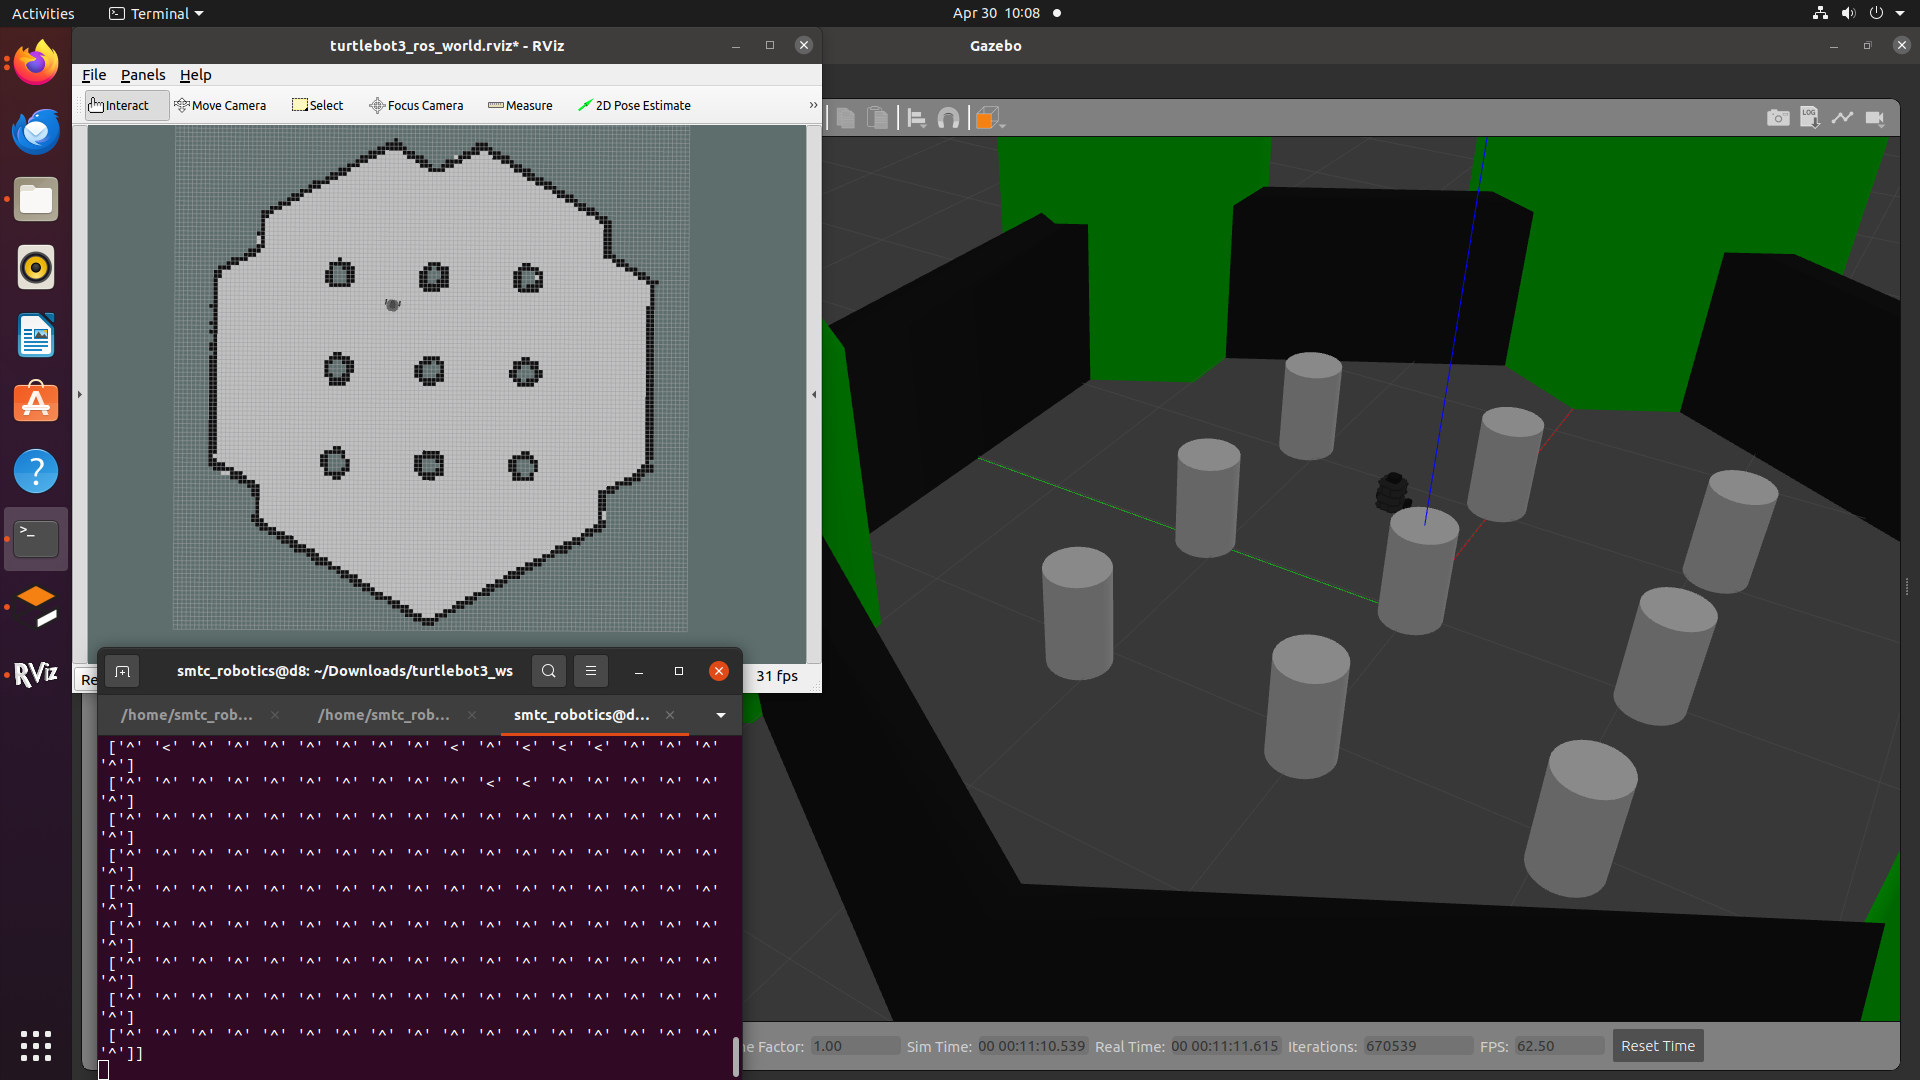 Activities
Terminal
Apr 30 10:08
turtlebot3_ros_world.rviz* - RViz
Gazebo
File Panels Help
Interact Move Camera Select Focus Camera Measure 2D Pose Estimate »
LOG
31 fps
Re
smtc_robotics@d8: ~/Downloads/turtlebot3_ws
/home/smtc_rob... /home/smtc_rob... smtc_robotics@d...
['^' '<' '^' '^' '^' '^' '^' '^' '^' '<' '^' '<' '<' '<' '^' '^' '^'
'^']
['^' '^' '^' '^' '^' '^' '^' '^' '^' '^' '<' '<' '^' '^' '^' '^' '^'
'^']
['^' '^' '^' '^' '^' '^' '^' '^' '^' '^' '^' '^' '^' '^' '^' '^' '^'
'^']
['^' '^' '^' '^' '^' '^' '^' '^' '^' '^' '^' '^' '^' '^' '^' '^' '^'
'^']
['^' '^' '^' '^' '^' '^' '^' '^' '^' '^' '^' '^' '^' '^' '^' '^' '^'
'^']
['^' '^' '^' '^' '^' '^' '^' '^' '^' '^' '^' '^' '^' '^' '^' '^' '^'
'^']
['^' '^' '^' '^' '^' '^' '^' '^' '^' '^' '^' '^' '^' '^' '^' '^' '^'
'^']
['^' '^' '^' '^' '^' '^' '^' '^' '^' '^' '^' '^' '^' '^' '^' '^' '^'
'^']
['^' '^' '^' '^' '^' '^' '^' '^' '^' '^' '^' '^' '^' '^' '^' '^' '^'
'^']]
ne Factor: 1.00 Sim Time: 00 00:11:10.539 Real Time: 00 00:11:11.615 Iterations: 670539 FPS: 62.50 Reset Time
>_
?
RViz